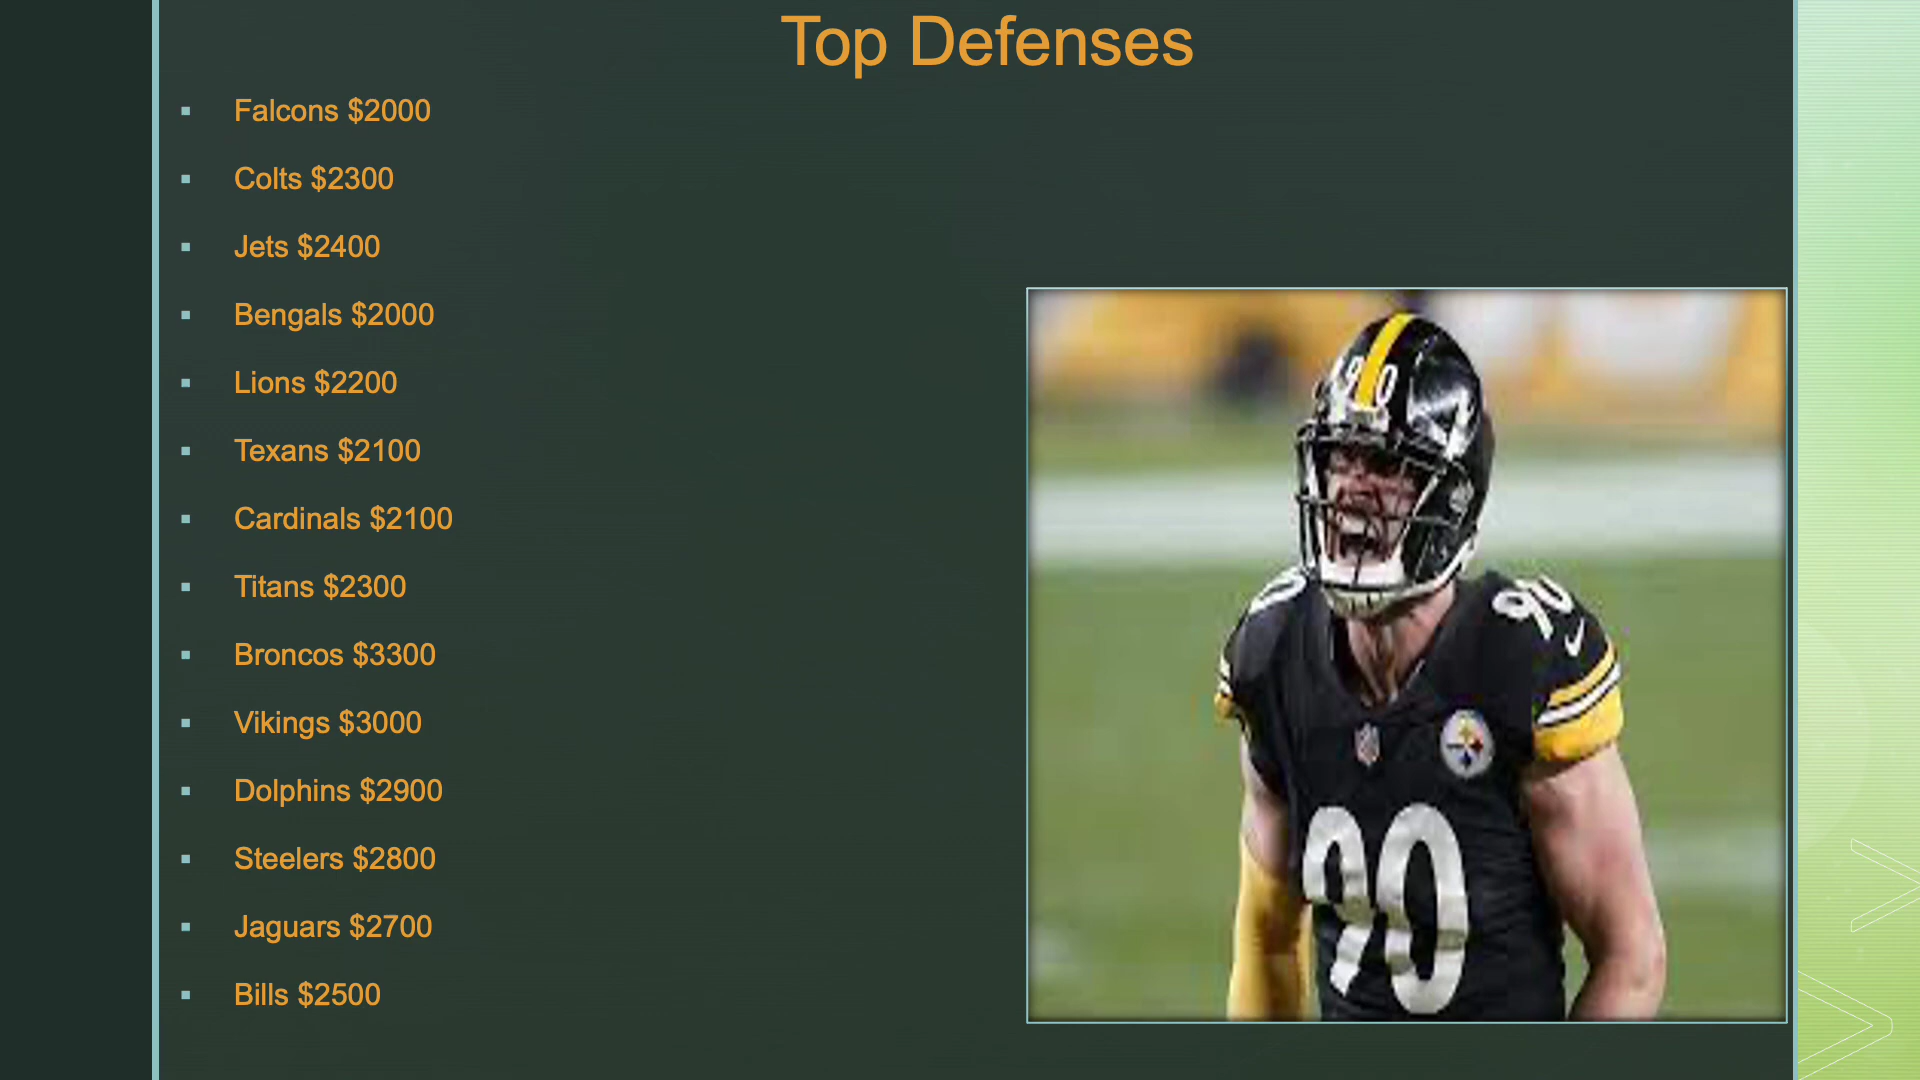 Top Defenses
Falcons $2000
Colts $2300
Jets $2400
Bengals $2000
Lions $2200
Texans $2100
Cardinals $2100
Titans $2300
Broncos $3300
Vikings $3000
Dolphins $2900
Steelers $2800
Jaguars $2700
Bills $2500
90
90
90